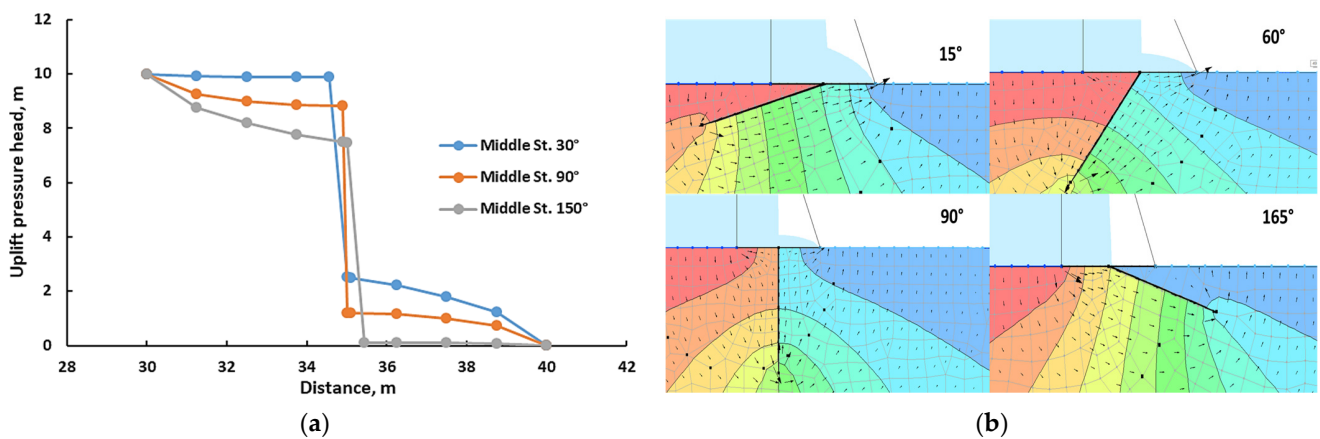 12
10
8
6
4
2
0
28
30
32
34
36
38
40
42
Uplift pressure head, m
Distance, m
Middle St. 30°
Middle St. 90°
Middle St. 150°
(a)
15°
60°
90°
165°
(b)